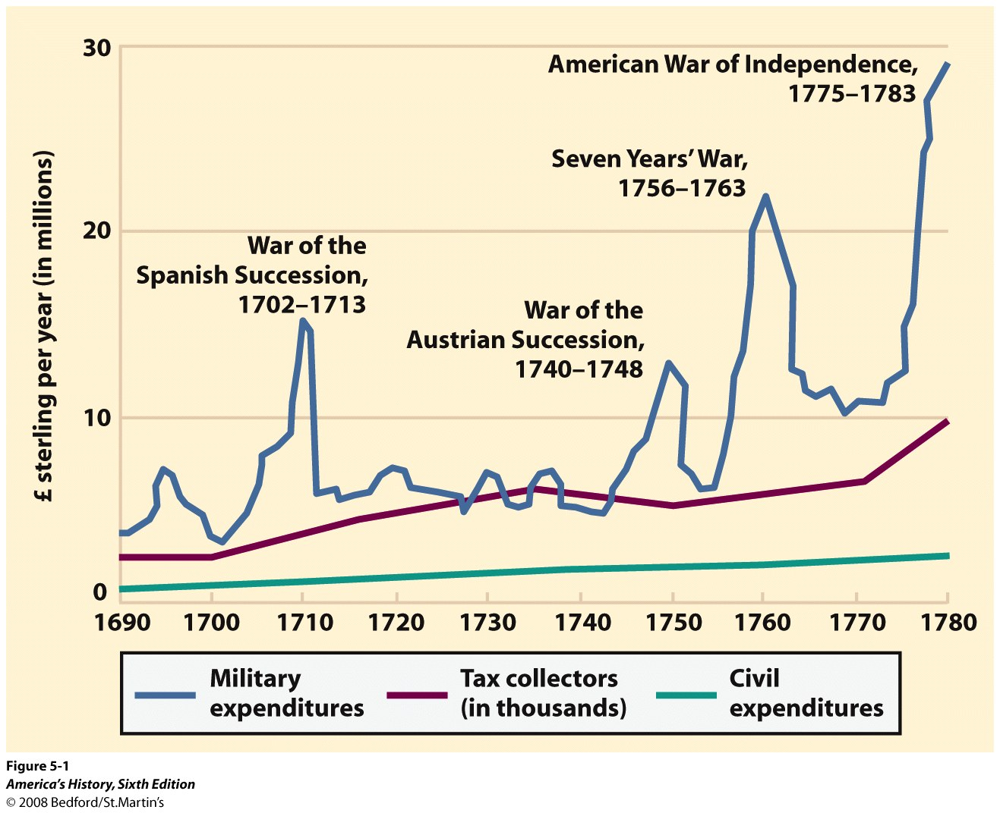 30
American War of Independence,
1775–1783
Seven Years’ War,
1756–1763
20
War of the
Spanish Succession,
1702–1713
War of the
Austrian Succession,
1740–1748
10
0
£ sterling per year (in millions)
1690 1700 1710 1720 1730 1740 1750 1760 1770 1780
Military
expenditures
Tax collectors
(in thousands)
Civil
expenditures
Figure 5-1
America’s History, Sixth Edition
© 2008 Bedford/St.Martin’s